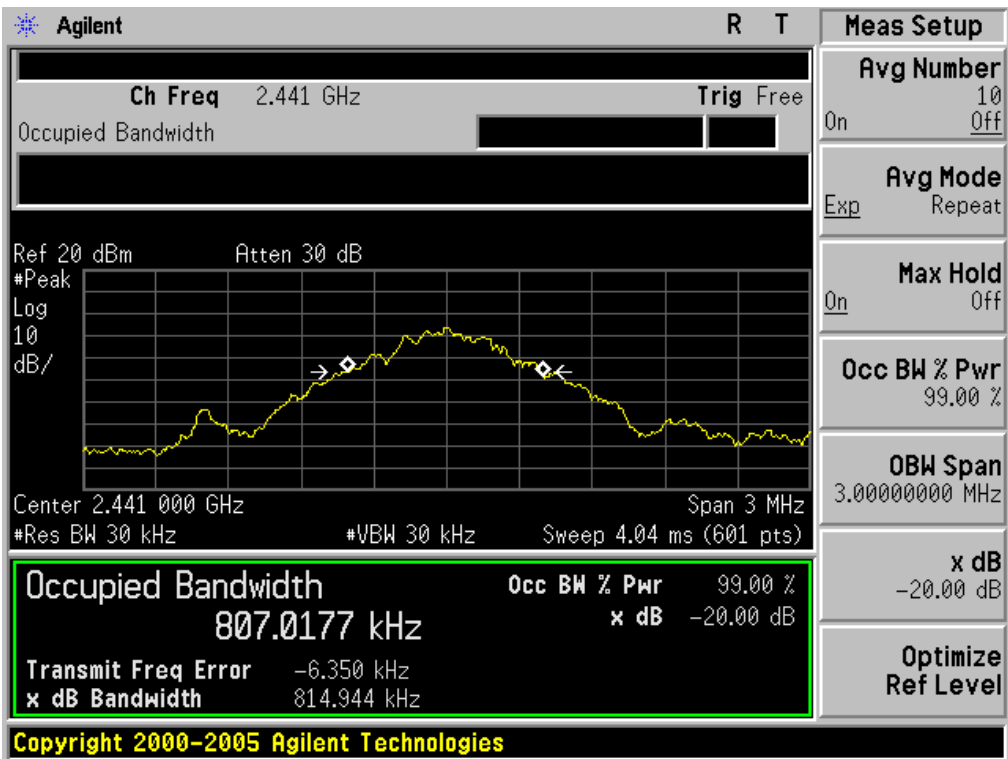 Agilent R T
Ch Freq 2.441 GHz Trig Free
Occupied Bandwidth
Ref 20 dBm Atten 30 dB
#Peak
Log
10
dB/
Center 2.441 000 GHz Span 3 MHz
#Res BW 30 kHz #VBW 30 kHz Sweep 4.04 ms (601 pts)
Occupied Bandwidth Occ BW % Pwr 99.00 %
807.0177 kHz x dB -20.00 dB
Transmit Freq Error -6.350 kHz
x dB Bandwidth 814.944 kHz
Copyright 2000-2005 Agilent Technologies
Meas Setup
Avg Number
10
On Off
Avg Mode
Exp Repeat
Max Hold
On Off
Occ BW % Pwr
99.00 %
OBW Span
3.00000000 MHz
x dB
-20.00 dB
Optimize
Ref Level